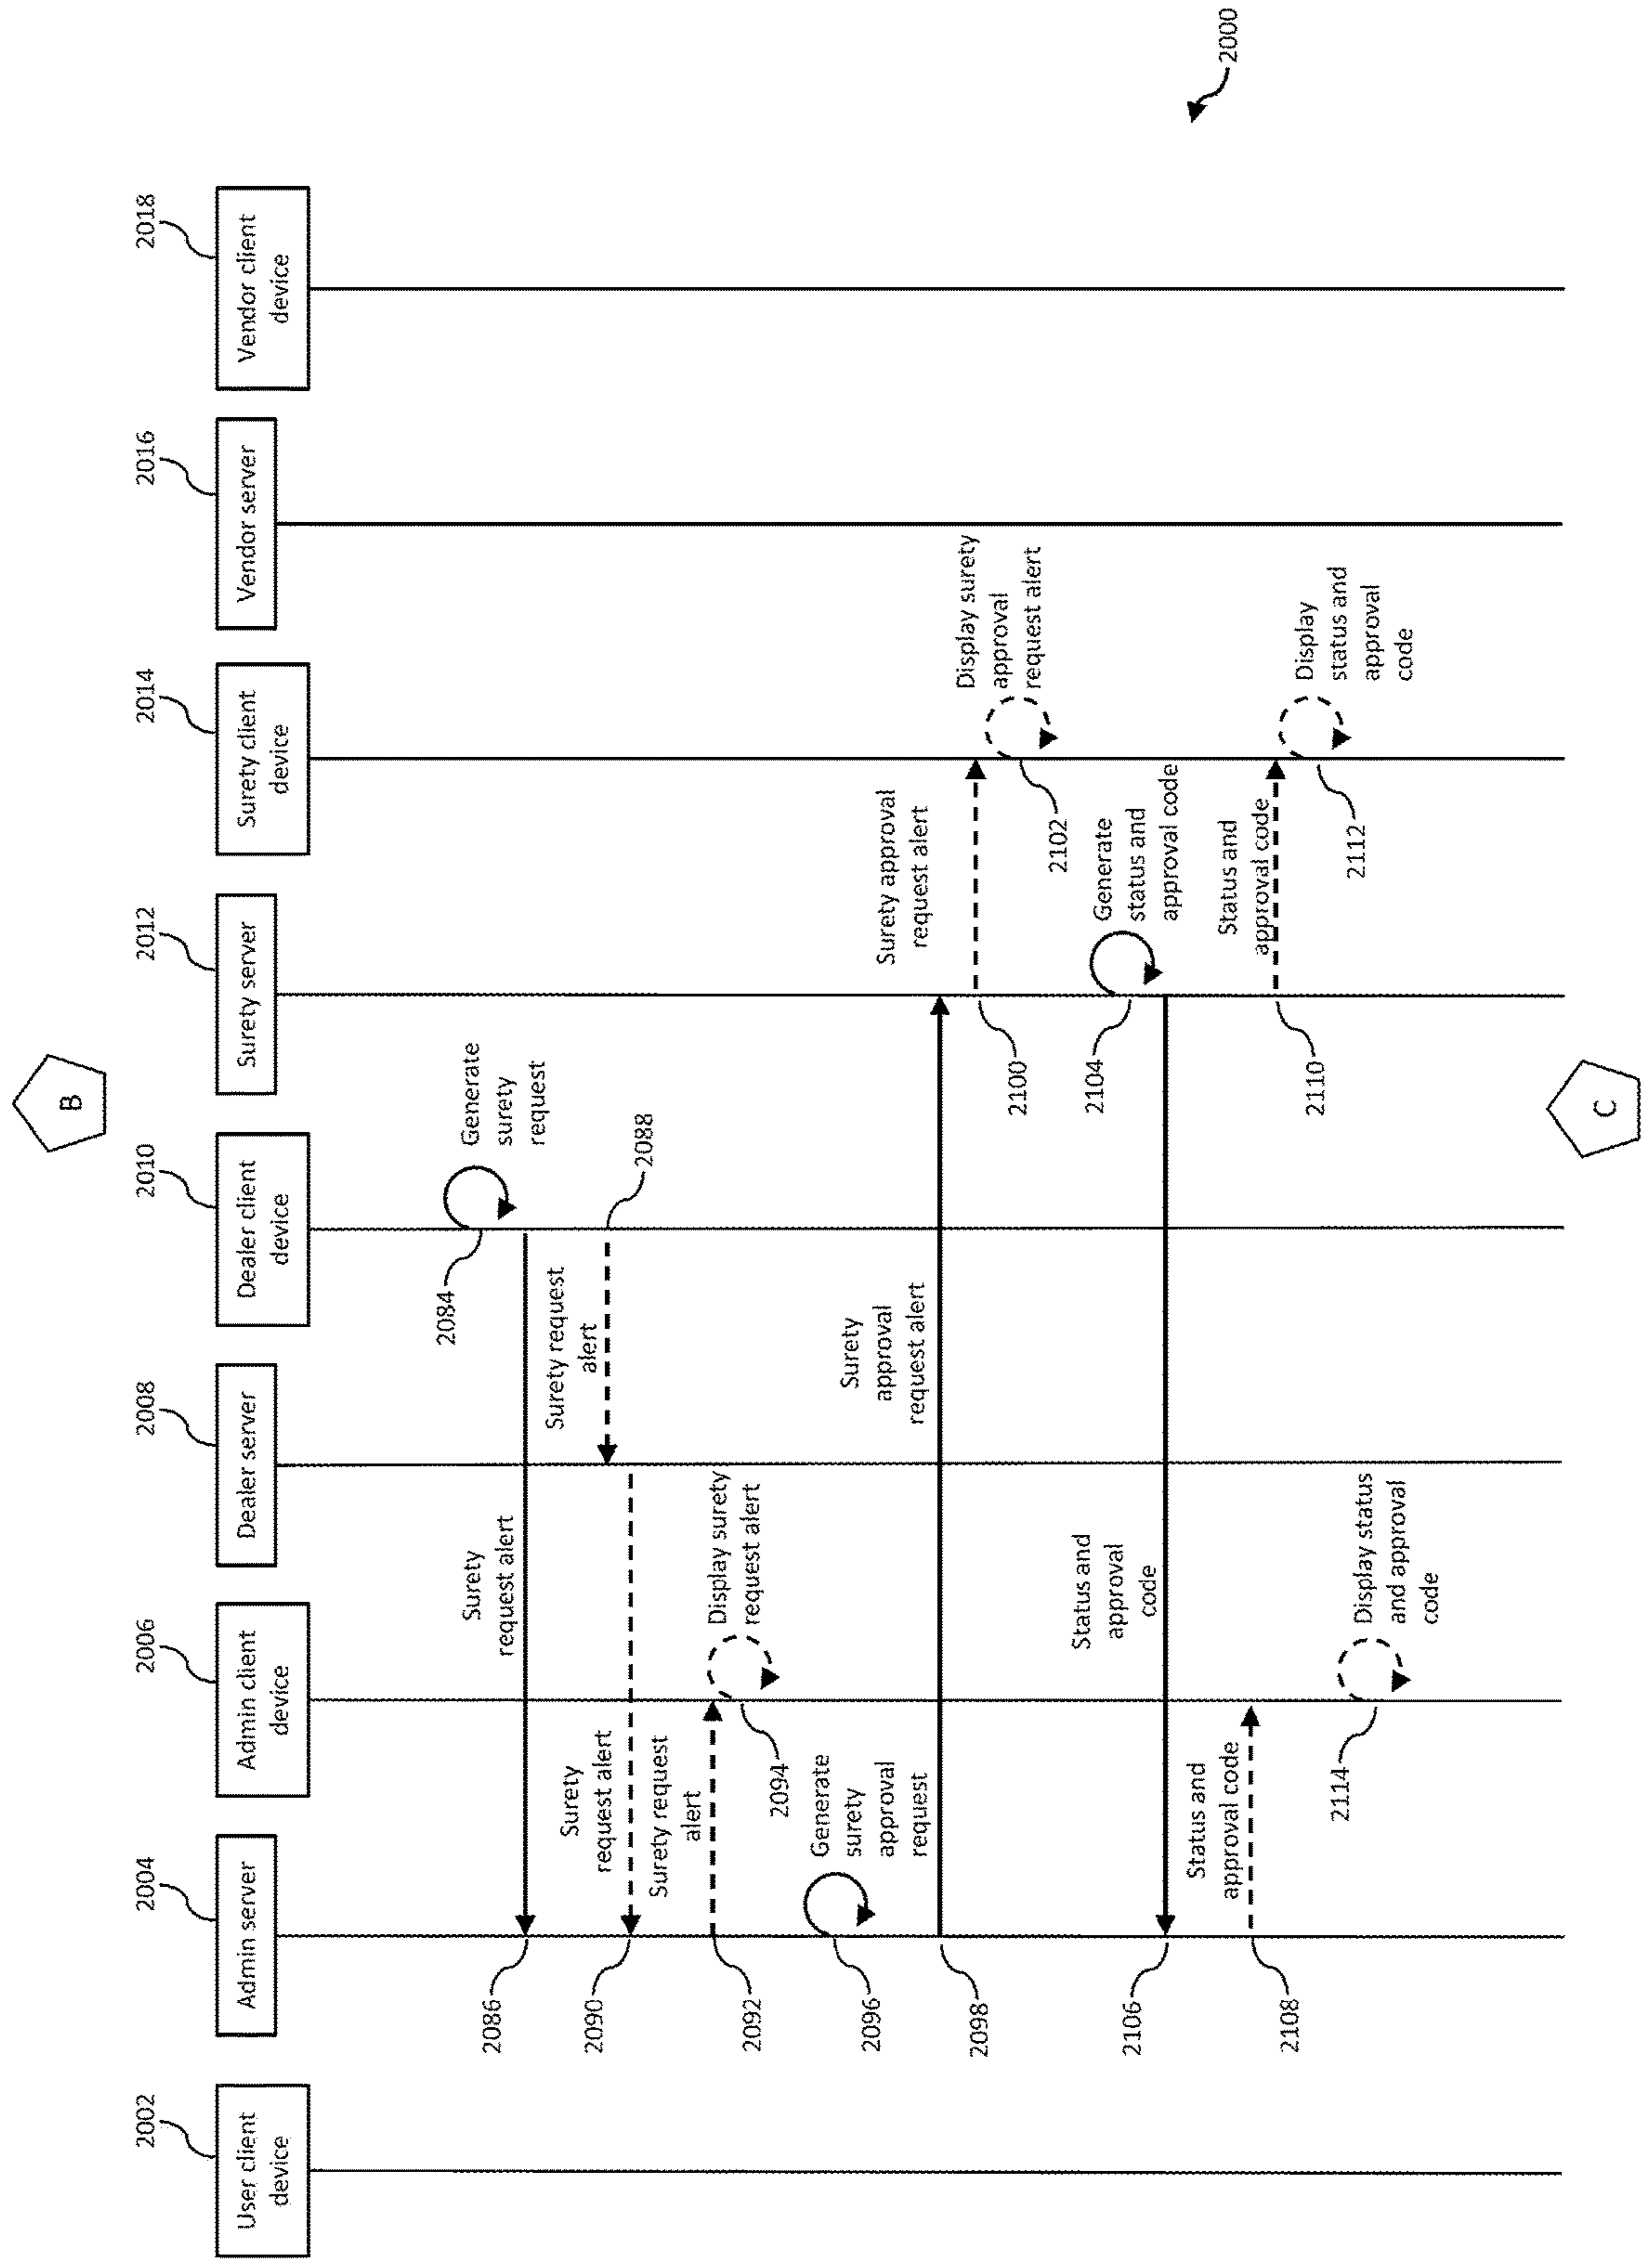 B
2002
2004
2006
2008
2010
2012
2014
2016
2018
User client
device
Admin server
Admin client
device
Dealer server
Dealer client
device
Surety server
Surety client
device
Vendor server
Vendor client
device
2084
Generate
surety
request
2086
Surety
request alert
2088
Surety request
alert
2090
Surety
request alert
2092
Surety request
alert
2094
Display surety
request alert
2096
Generate
surety
approval
request
2098
Surety
approval
request alert
2100
Surety approval
request alert
2102
Display surety
approval
request alert
2104
Generate
status and
approval code
2106
Status and
approval
code
2108
Status and
approval code
2110
Status and
approval code
2112
Display
status and
approval
code
2114
Display status
and approval
code
2000
C